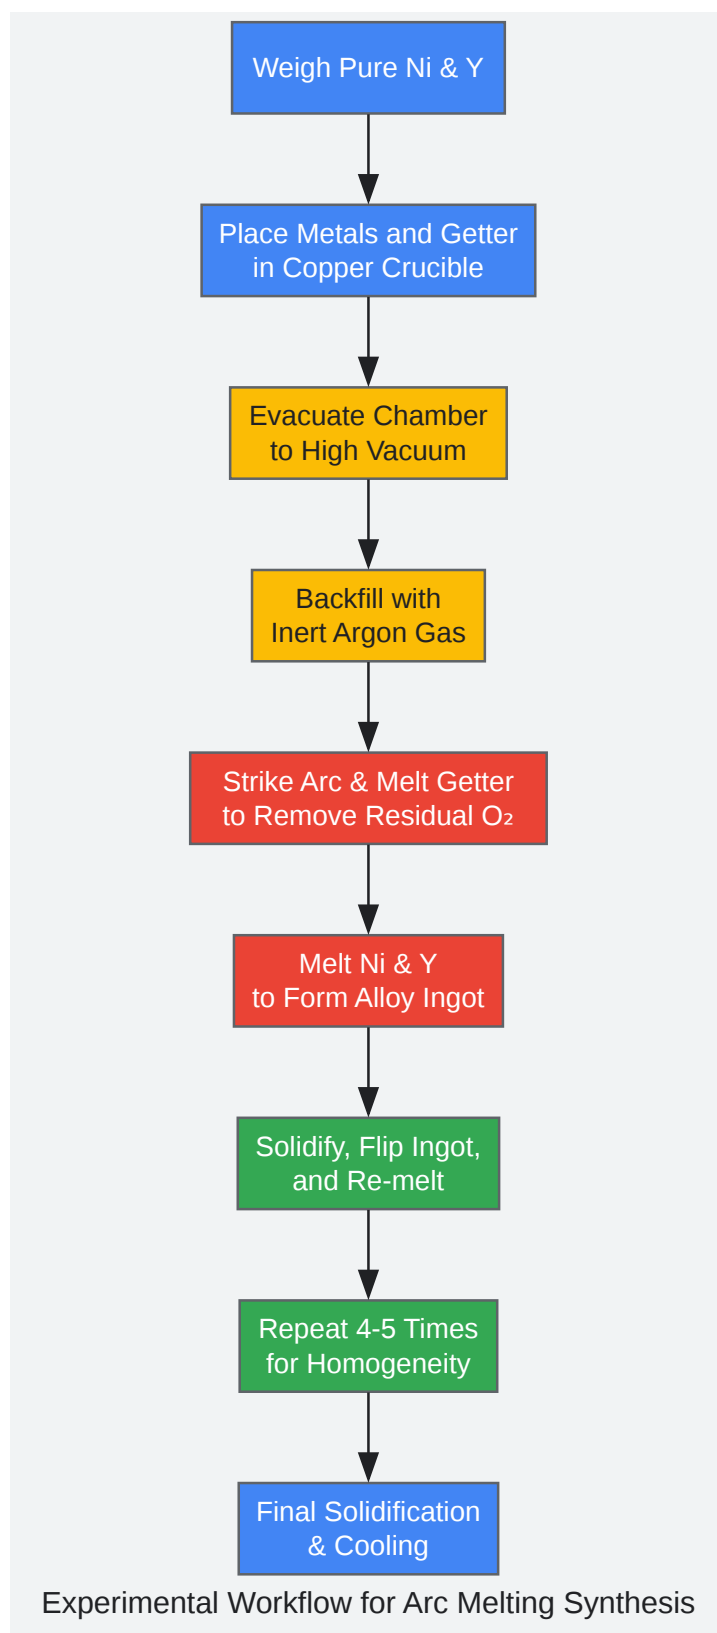 Weigh Pure Ni & Y
Place Metals and Getter
in Copper Crucible
Evacuate Chamber
to High Vacuum
Backfill with
Inert Argon Gas
Strike Arc & Melt Getter
to Remove Residual O₂
Melt Ni & Y
to Form Alloy Ingot
Solidify, Flip Ingot,
and Re-melt
Repeat 4-5 Times
for Homogeneity
Final Solidification
& Cooling
Experimental Workflow for Arc Melting Synthesis